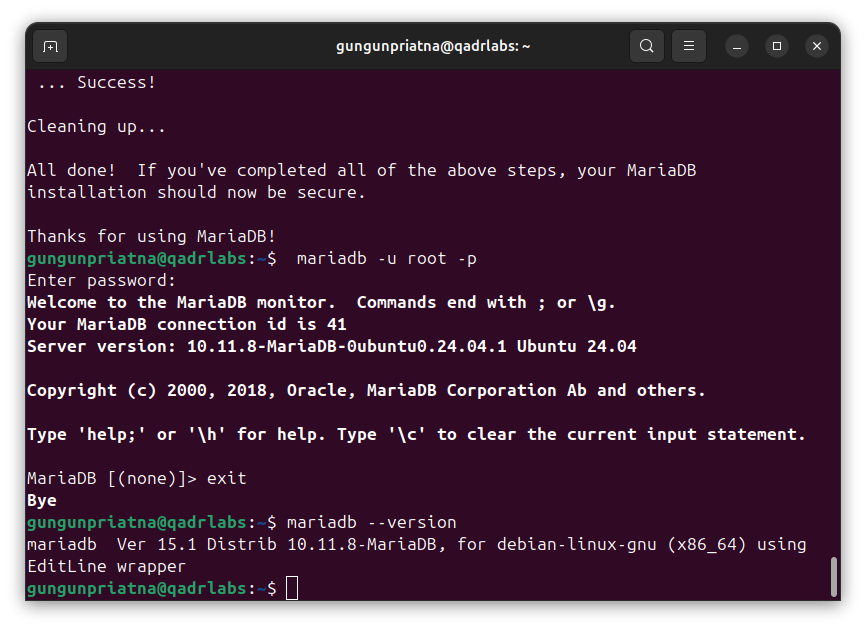 gungunpriatna@qadrlabs: ~
... Success!
Cleaning up...
All done!  If you've completed all of the above steps, your MariaDB
installation should now be secure.
Thanks for using MariaDB!
gungunpriatna@qadrlabs:~$  mariadb -u root -p
Enter password:
Welcome to the MariaDB monitor.  Commands end with ; or \g.
Your MariaDB connection id is 41
Server version: 10.11.8-MariaDB-0ubuntu0.24.04.1 Ubuntu 24.04
Copyright (c) 2000, 2018, Oracle, MariaDB Corporation Ab and others.
Type 'help;' or '\h' for help. Type '\c' to clear the current input statement.
MariaDB [(none)]> exit
Bye
gungunpriatna@qadrlabs:~$ mariadb --version
mariadb  Ver 15.1 Distrib 10.11.8-MariaDB, for debian-linux-gnu (x86_64) using
EditLine wrapper
gungunpriatna@qadrlabs:~$